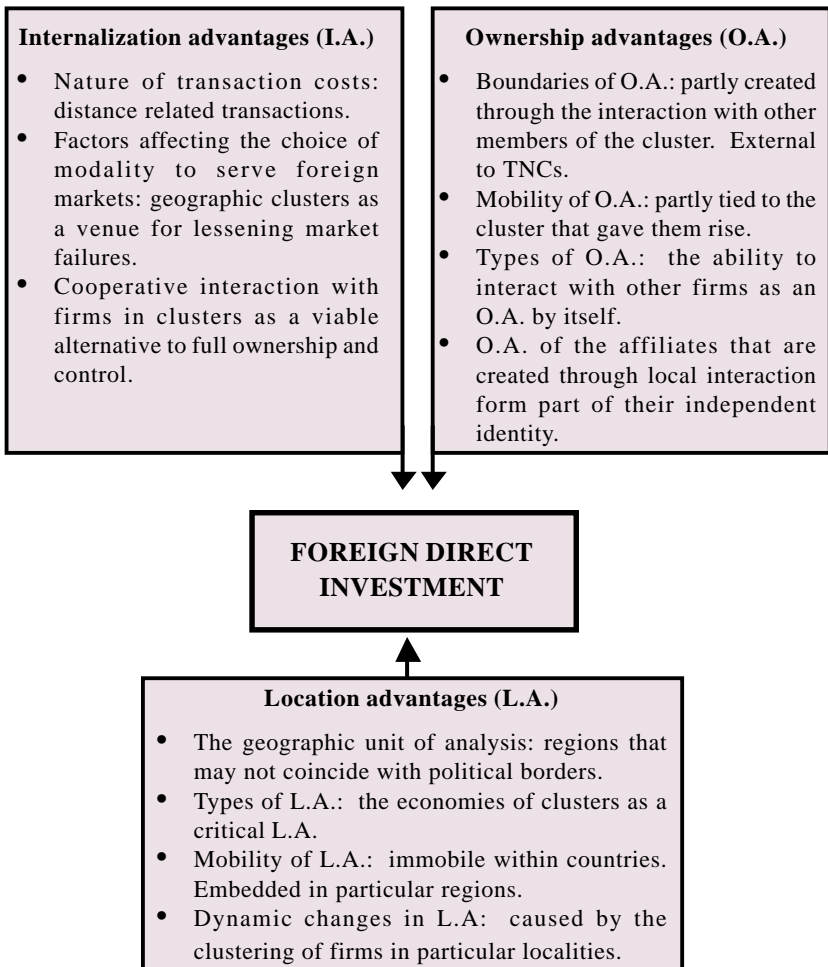 Internalization advantages (I.A.)
• Nature of transaction costs:
distance related transactions.
• Factors affecting the choice of
modality to serve foreign
markets: geographic clusters as
a venue for lessening market
failures.
• Cooperative interaction with
firms in clusters as a viable
alternative to full ownership and
control.
Ownership advantages (O.A.)
• Boundaries of O.A.: partly created
through the interaction with other
members of the cluster. External
to TNCs.
• Mobility of O.A.: partly tied to the
cluster that gave them rise.
• Types of O.A.: the ability to
interact with other firms as an
O.A. by itself.
• O.A. of the affiliates that are
created through local interaction
form part of their independent
identity.
FOREIGN DIRECT
INVESTMENT
Location advantages (L.A.)
• The geographic unit of analysis: regions that
may not coincide with political borders.
• Types of L.A.: the economies of clusters as a
critical L.A.
• Mobility of L.A.: immobile within countries.
Embedded in particular regions.
• Dynamic changes in L.A: caused by the
clustering of firms in particular localities.